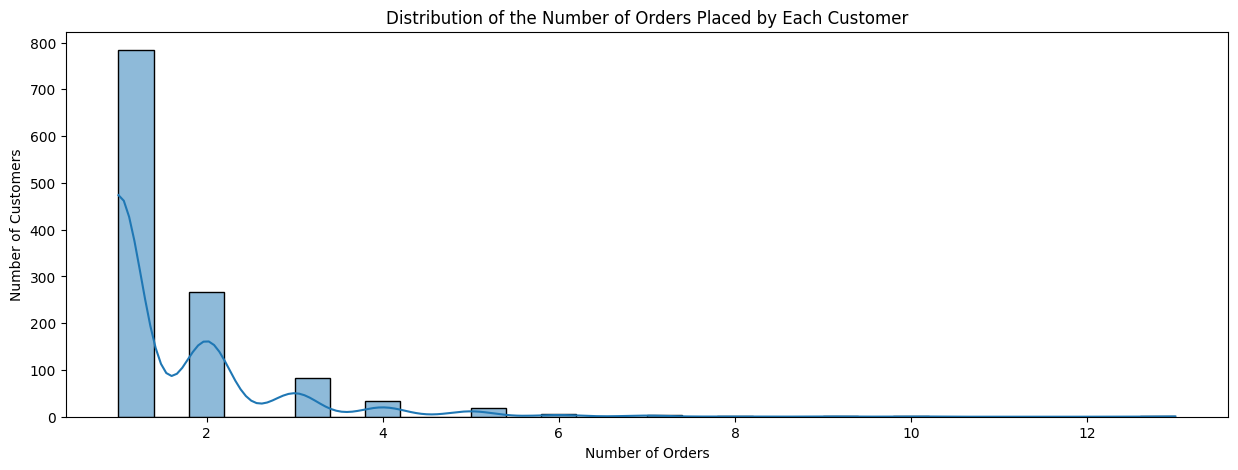 Distribution of the Number of Orders Placed by Each Customer
800
700
600
500
400
300
200
100
0
Number of Customers
2 4 6 8 10 12
Number of Orders